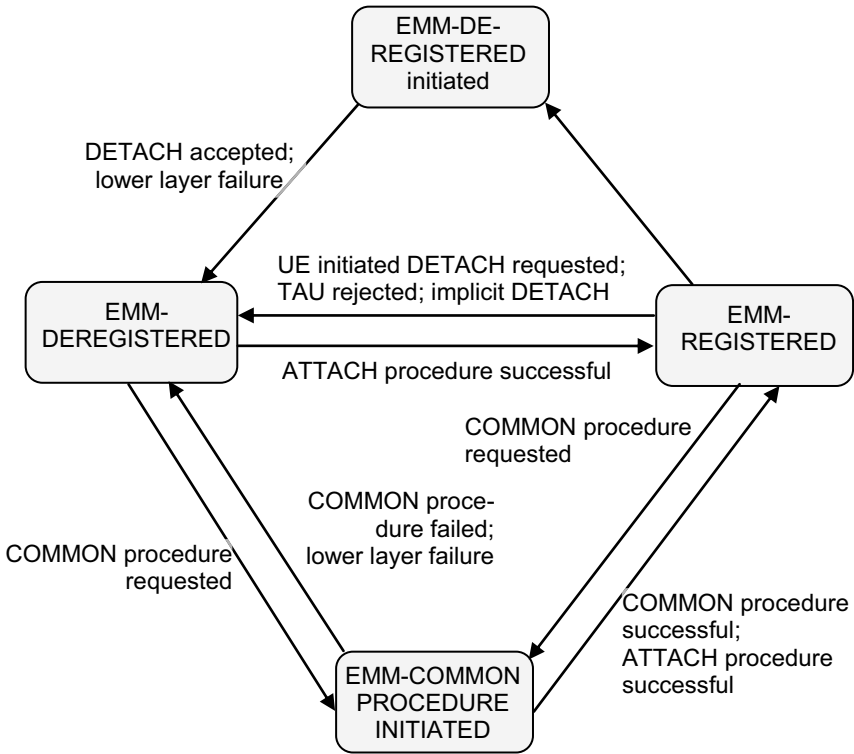 EMM-DE-
REGISTERED
initiated
DETACH accepted;
lower layer failure
UE initiated DETACH requested;
TAU rejected; implicit DETACH
EMM-
DEREGISTERED
EMM-
REGISTERED
ATTACH procedure successful
COMMON procedure
requested
COMMON proce-
dure failed;
lower layer failure
COMMON procedure
requested
COMMON procedure
successful;
ATTACH procedure
successful
EMM-COMMON
PROCEDURE
INITIATED